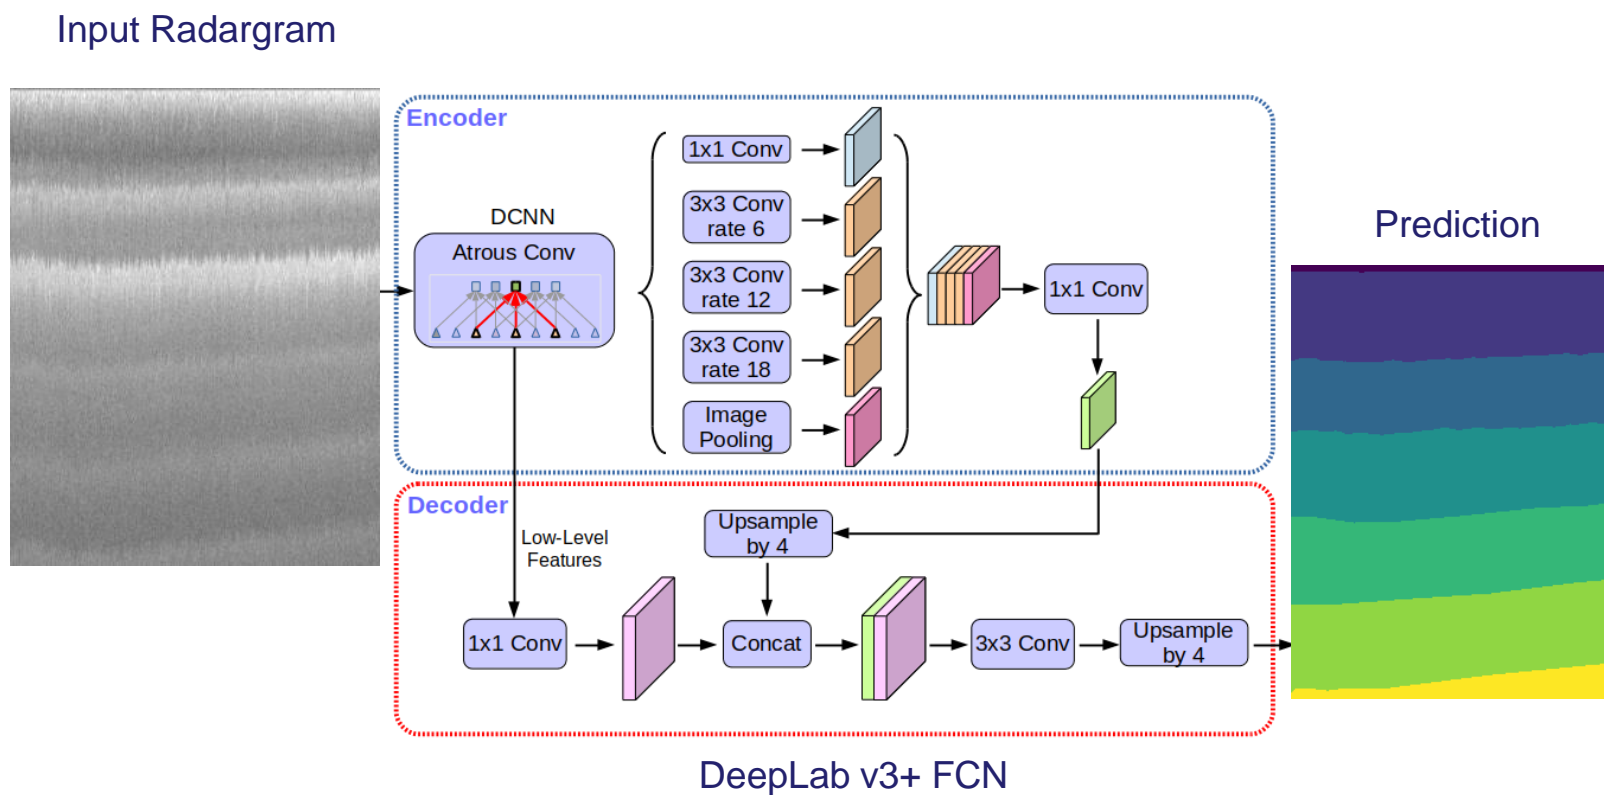 Input Radargram
Encoder
DCNN
Atrous Conv
1x1 Conv
3x3 Conv
rate 6
3x3 Conv
rate 12
3x3 Conv
rate 18
Image
Pooling
1x1 Conv
Prediction
Decoder
Low-Level
Features
Upsample
by 4
1x1 Conv
Concat
3x3 Conv
Upsample
by 4
DeepLab v3+ FCN